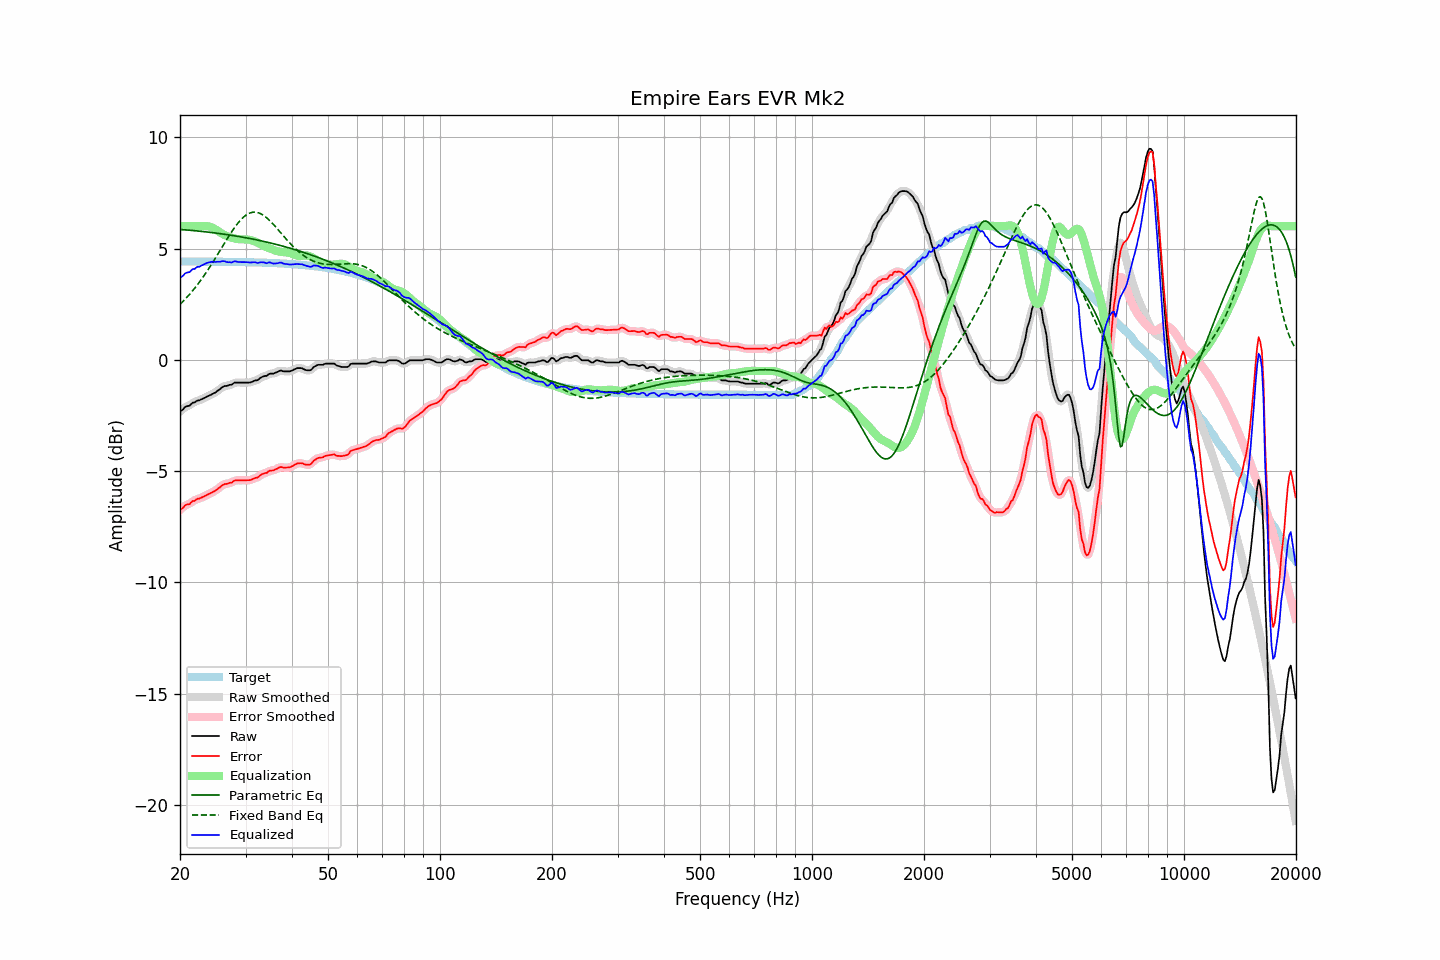 Empire Ears EVR Mk2
10
5
0
−5
−10
−15
−20
Amplitude (dBr)
Target
Raw Smoothed
Error Smoothed
Raw
Error
Equalization
Parametric Eq
Fixed Band Eq
Equalized
20 50 100 200 500 1000 2000 5000 10000 20000
Frequency (Hz)